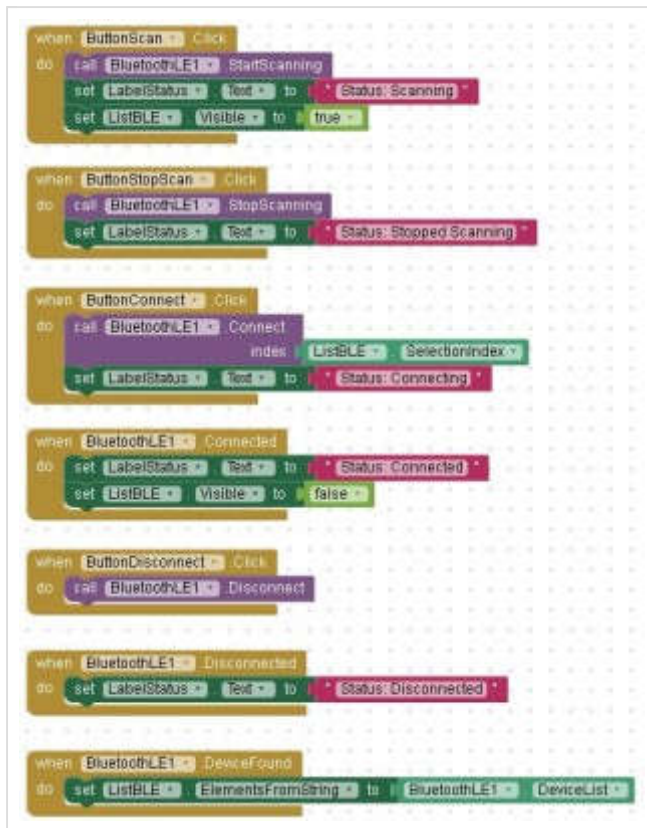 when ButtonScan .Click
do call BluetoothLE1 .StartScanning
set LabelStatus . Text to " Status: Scanning "
set ListBLE . Visible to true
when ButtonStopScan .Click
do call BluetoothLE1 .StopScanning
set LabelStatus . Text to " Status: Stopped Scanning "
when ButtonConnect .Click
do call BluetoothLE1 .Connect
index ListBLE . SelectionIndex
set LabelStatus . Text to " Status: Connecting "
when BluetoothLE1 .Connected
do set LabelStatus . Text to " Status: Connected "
set ListBLE . Visible to false
when ButtonDisconnect .Click
do call BluetoothLE1 .Disconnect
when BluetoothLE1 .Disconnected
do set LabelStatus . Text to " Status: Disconnected "
when BluetoothLE1 .DeviceFound
do set ListBLE . ElementsFromString to BluetoothLE1 . DeviceList